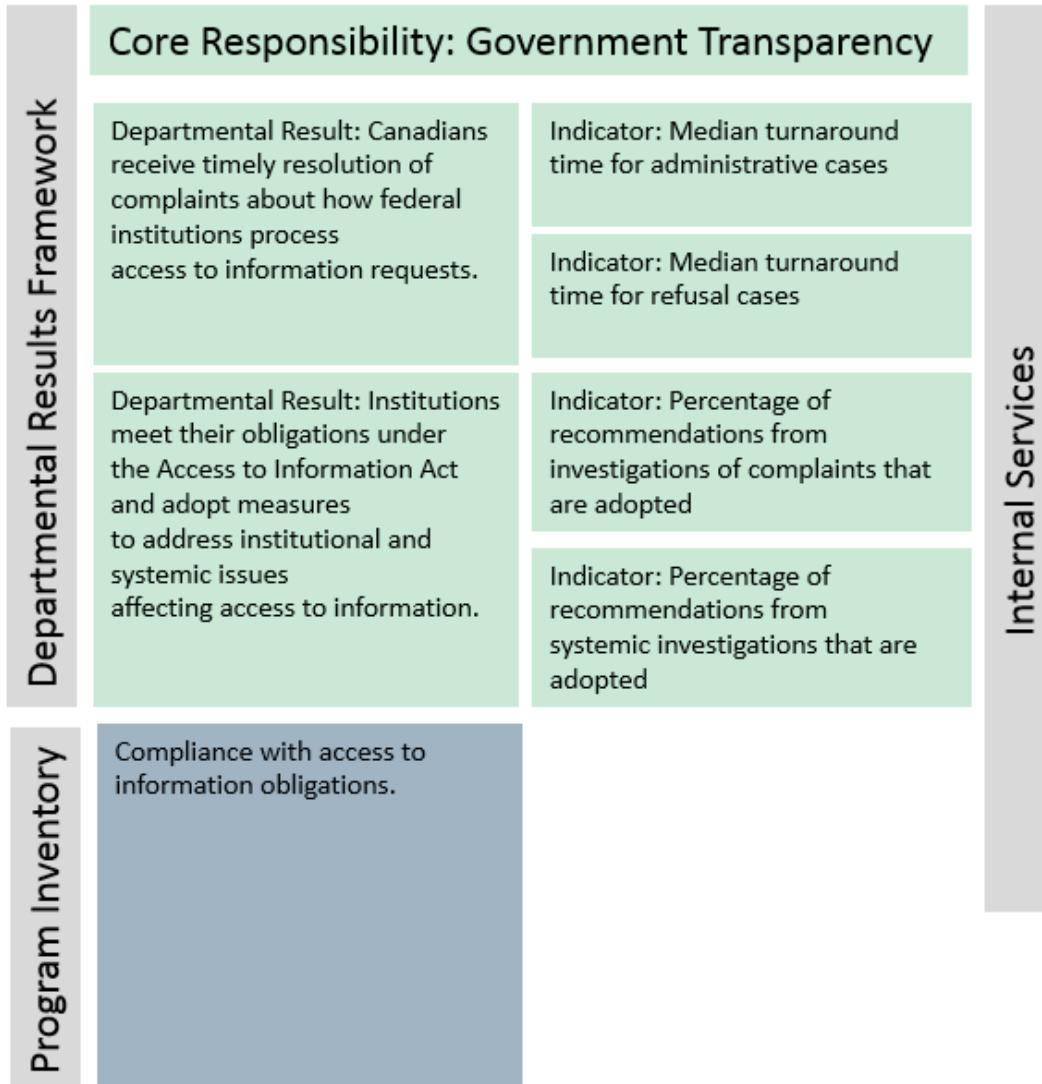 Core Responsibility: Government Transparency
Departmental Results Framework
Departmental Result: Canadians
receive timely resolution of
complaints about how federal
institutions process
access to information requests.
Indicator: Median turnaround
time for administrative cases
Indicator: Median turnaround
time for refusal cases
Departmental Result: Institutions
meet their obligations under
the Access to Information Act
and adopt measures
to address institutional and
systemic issues
affecting access to information.
Indicator: Percentage of
recommendations from
investigations of complaints that
are adopted
Indicator: Percentage of
recommendations from
systemic investigations that are
adopted
Internal Services
Program Inventory
Compliance with access to
information obligations.